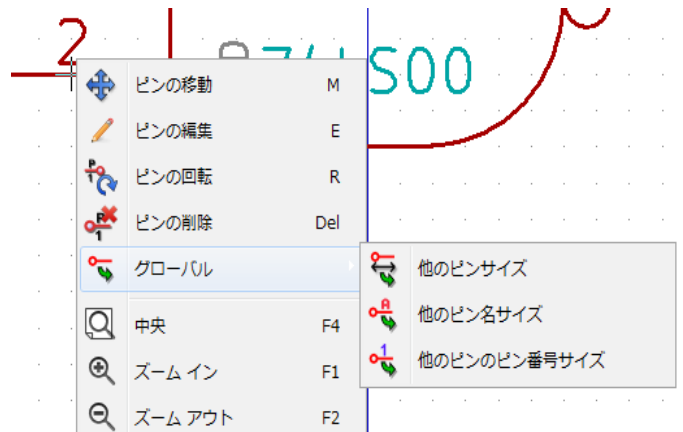 2
74LS00
ピンの移動 M
ピンの編集 E
ピンの回転 R
ピンの削除 Del
グローバル
他のピンサイズ
他のピン名サイズ
他のピンのピン番号サイズ
中央 F4
ズーム イン F1
ズーム アウト F2